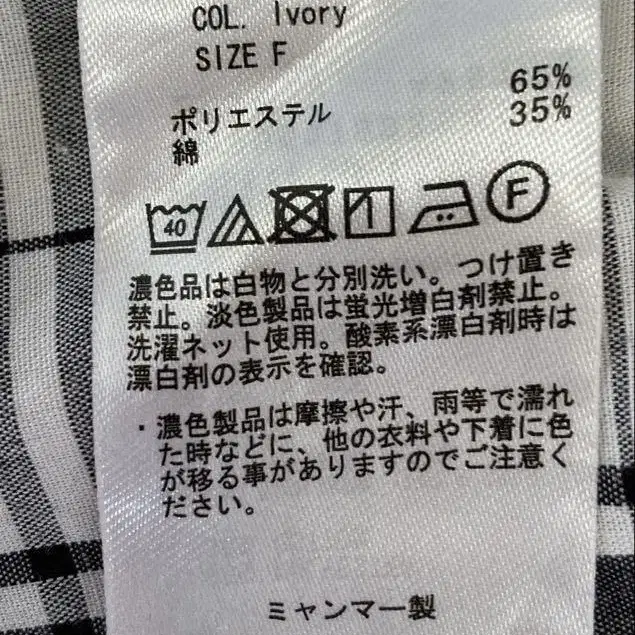 COL. Ivory
SIZE F
ポリエステル 65%
綿 35%
40 F
濃色品は白物と分別洗い。つけ置き
禁止。淡色製品は蛍光増白剤禁止。
洗濯ネット使用。酸素系漂白剤時は
漂白剤の表示を確認。
・濃色製品は摩擦や汗、雨等で濡れ
た時などに、他の衣料や下着に色
が移る事がありますのでご注意く
ださい。
ミャンマー製